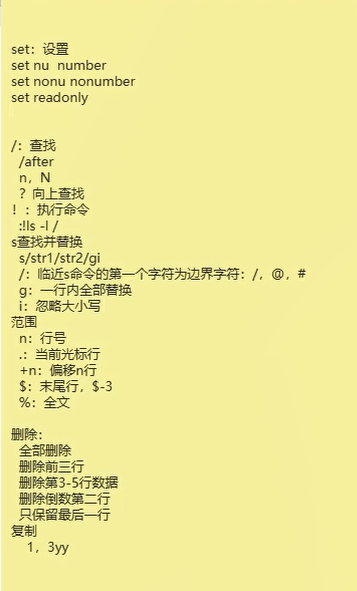 set：设置
set nu  number
set nonu nonumber
set readonly
/：查找
/after
n，N
？向上查找
！：执行命令
:!ls -l /
s查找并替换
s/str1/str2/gi
/：临近s命令的第一个字符为边界字符：/，@，#
g：一行内全部替换
i：忽略大小写
范围
n：行号
.：当前光标行
+n：偏移n行
$：末尾行，$-3
%：全文
删除：
全部删除
删除前三行
删除第3-5行数据
删除倒数第二行
只保留最后一行
复制
1，3yy